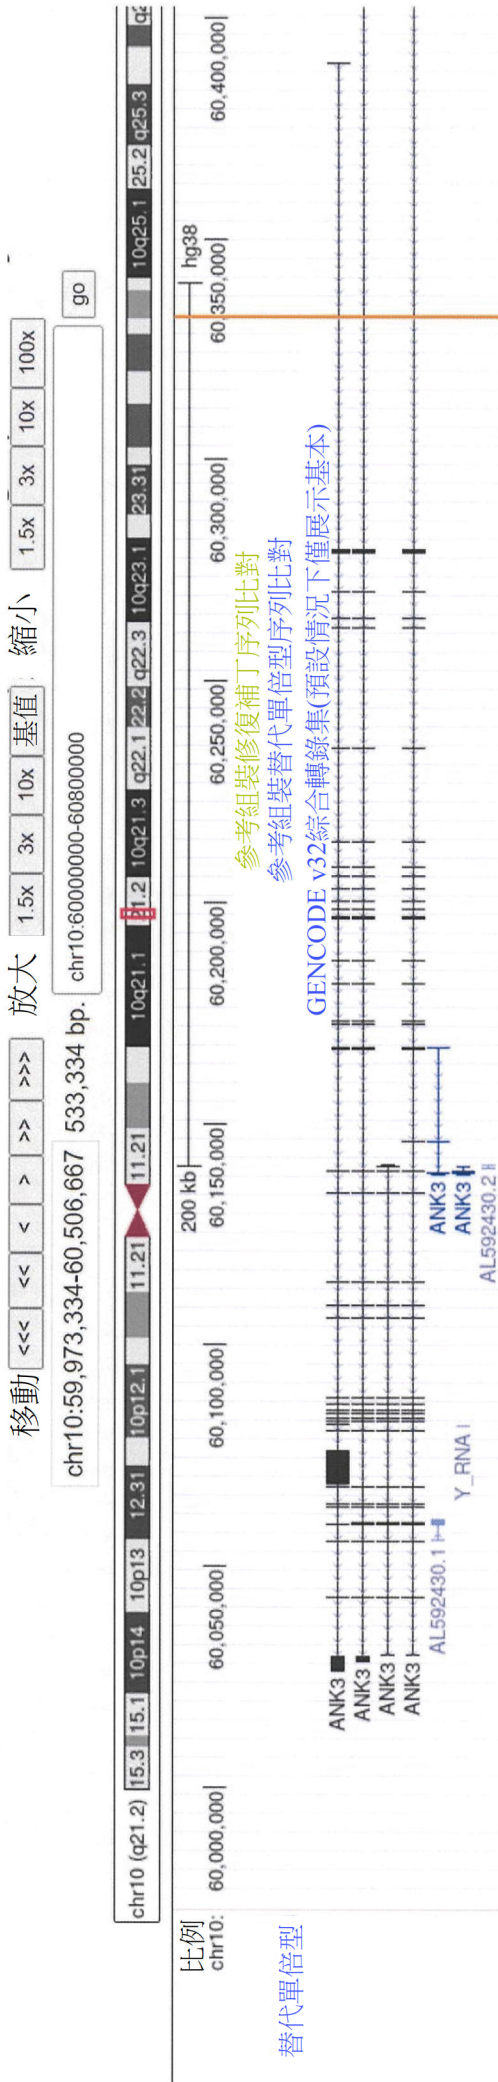 移動 <<< << < > >> >>> 放大 1.5x 3x 10x 基值 縮小 1.5x 3x 10x 100x
chr10:59,973,334-60,506,667 533,334 bp. chr10:60000000-60800000 go
chr10 (q21.2) 15.3 15.1 10p14 10p13 12.31 10p12.1 11.21 11.21 10q21.1 21.2 10q21.3 q22.1 22.2 q22.3 10q23.1 23.31 10q25.1 25.2 q25.3 q2
比例 200 kb hg38
chr10: 60,000,000 60,050,000 60,100,000 60,150,000 60,200,000 60,250,000 60,300,000 60,350,000 60,400,000
參考組裝修復補丁序列比對
替代單倍型 參考組裝替代單倍型序列比對
GENCODE v32綜合轉錄集(預設情況下僅展示基本)
ANK3
ANK3
ANK3
ANK3
AL592430.1 ANK3
Y_RNA ANK3
AL592430.2